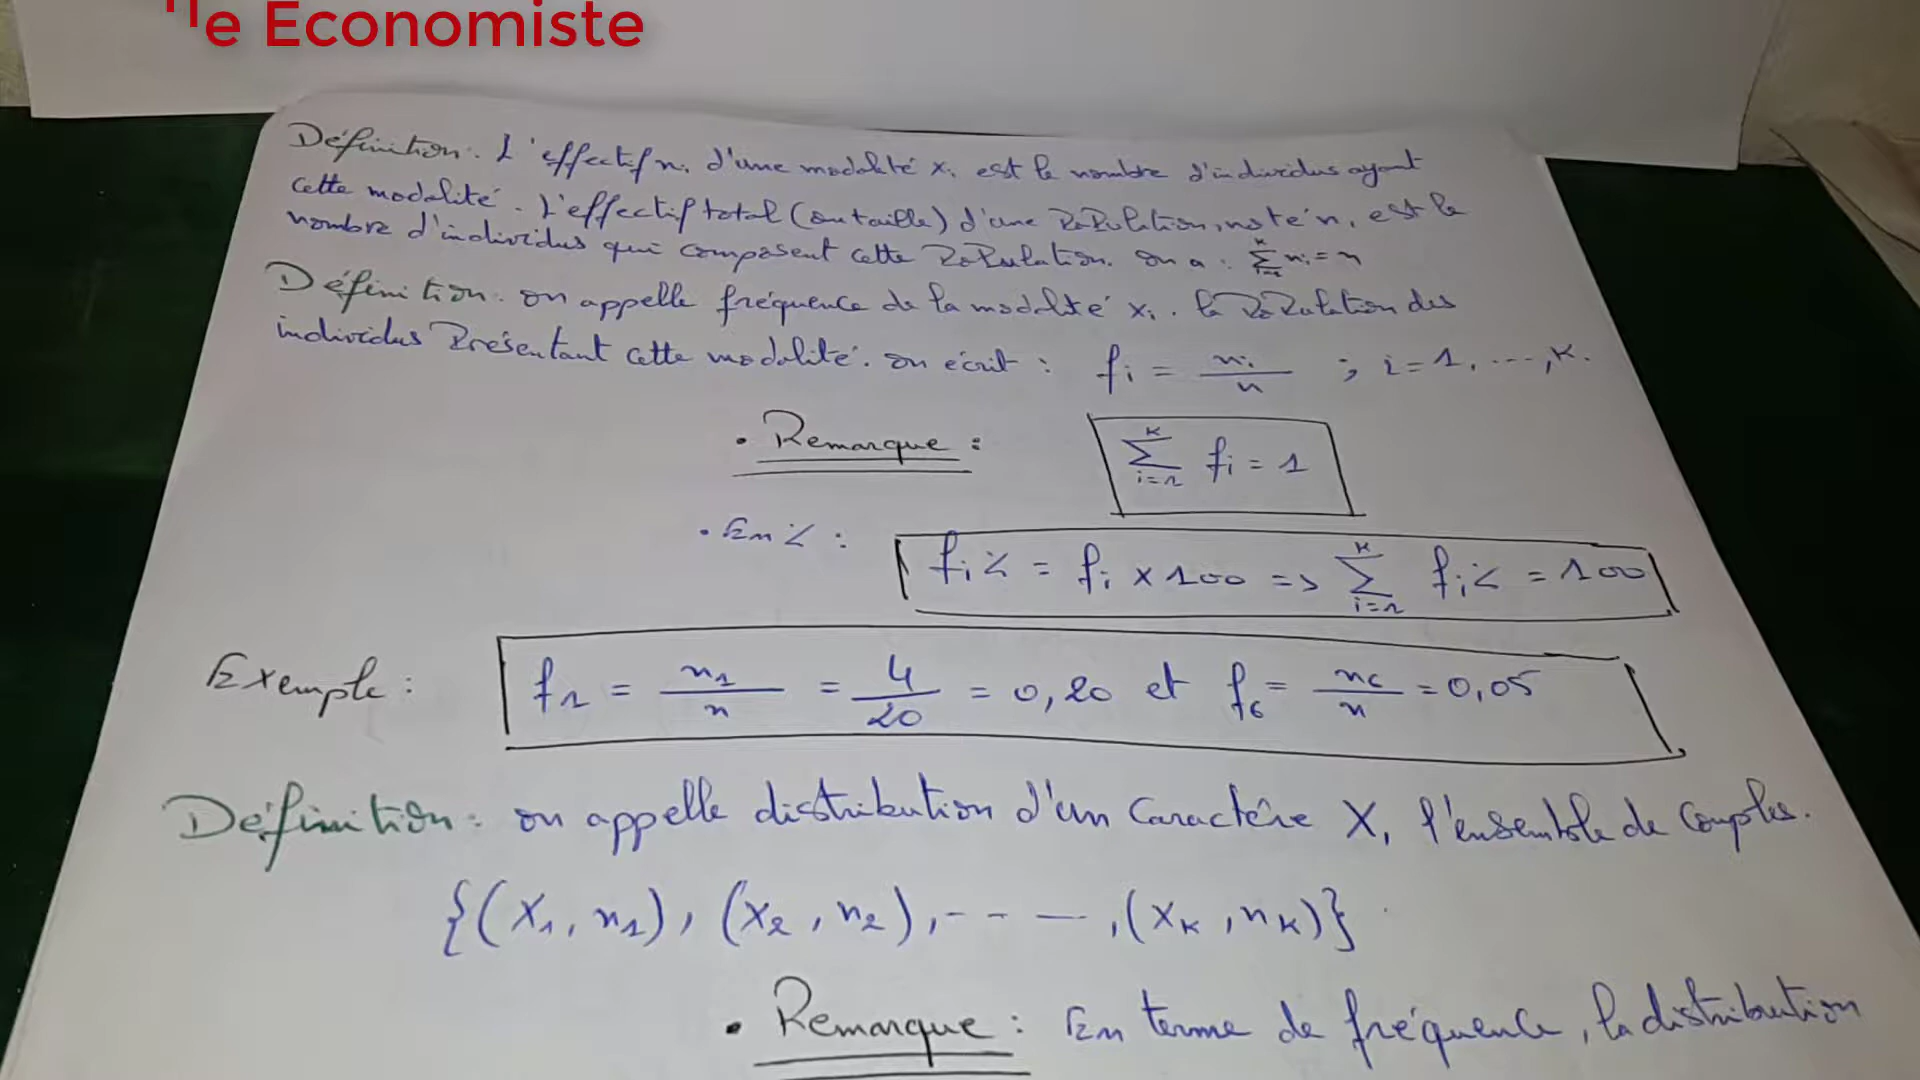 e Economiste
Définition: L'effectif ni d'une modalité xi est le nombre d'individus ayant
cette modalité. L'effectif total (ou taille) d'une Population, noté n, est le
nombre d'individus qui composent cette Population. on a: ∑ᵢ₌₁ᴷ ni = n
Définition: on appelle fréquence de la modalité xi. la PoPulation des
individus Présentant cette modalité. on écrit : fi = ni/n ; i=1, ---, K.
• Remarque : ∑ᵢ₌₁ᴷ fi = 1
• En % : fi% = fi x 100 => ∑ᵢ₌₁ᴷ fi% = 100
Exemple : f1 = n1/n = 4/20 = 0,20 et f6 = n6/n = 0,05
Définition: on appelle distribution d'un Caractère X, l'ensemble de Couples.
{(X1, n1), (X2, n2), - - —, (XK, nK)}
• Remarque : En terme de fréquence, la distribution